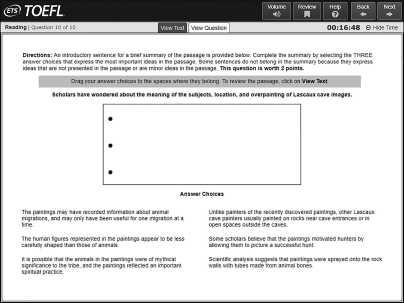 ETS TOEFL
Volume
Review
Help
Back
Next
Reading | Question 10 of 10
View Text
View Question
00:16:48
Hide Time
Directions: An introductory sentence for a brief summary of the passage is provided below. Complete the summary by selecting the THREE
answer choices that express the most important ideas in the passage. Some sentences do not belong in the summary because they express
ideas that are not presented in the passage or are minor ideas in the passage. This question is worth 2 points.
Drag your answer choices to the spaces where they belong. To review the passage, click on View Text
Scholars have wondered about the meaning of the subjects, location, and overpainting of Lascaux cave images.
Answer Choices
The paintings may have recorded information about animal
migrations, and may only have been useful for one migration at a
time.
The human figures represented in the paintings appear to be less
carefully shaped than those of animals.
It is possible that the animals in the paintings were of mythical
significance to the tribe, and the paintings reflected an important
spiritual practice.
Unlike painters of the recently discovered paintings, other Lascaux
cave painters usually painted on rocks near cave entrances or in
open spaces outside the caves.
Some scholars believe that the paintings motivated hunters by
allowing them to picture a successful hunt.
Scientific analysis suggests that paintings were sprayed onto the rock
walls with tubes made from animal bones.